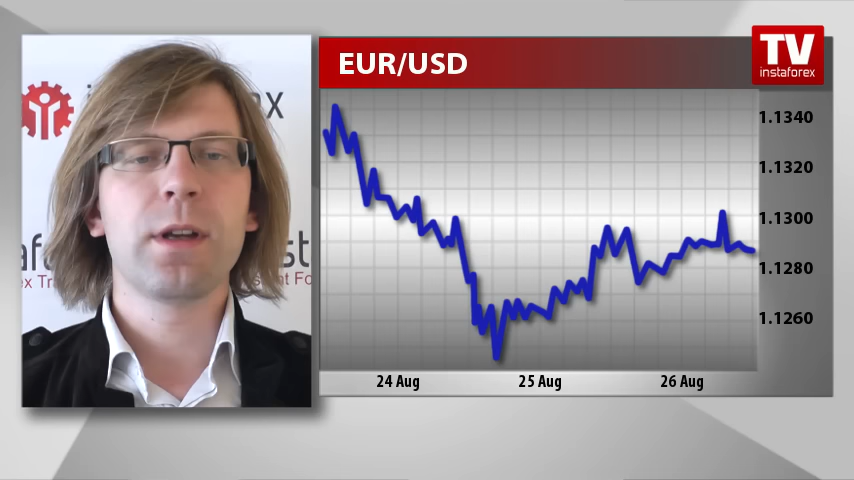 EUR/USD
TV
instaforex
1.1340
1.1320
1.1300
1.1280
1.1260
24 Aug
25 Aug
26 Aug
ex